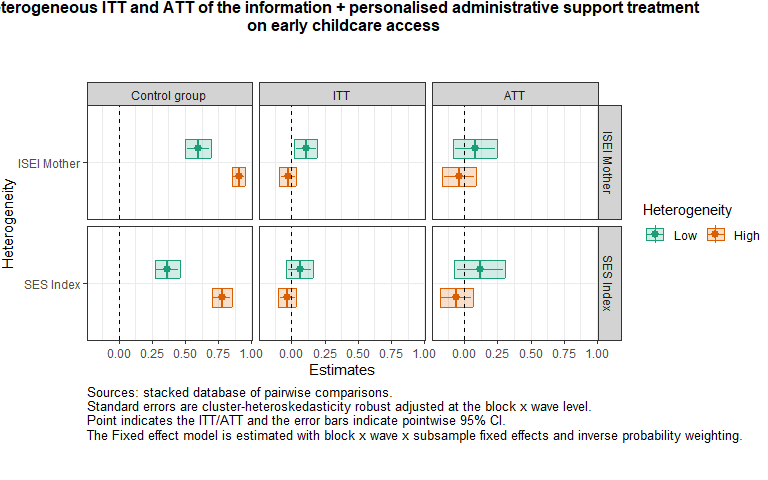 terogeneous ITT and ATT of the information + personalised administrative support treatment
on early childcare access
Control group ITT ATT
ISEI Mother
ISEI Mother
SES Index
SES Index
Heterogeneity
0.00 0.25 0.50 0.75 1.00 0.00 0.25 0.50 0.75 1.00 0.00 0.25 0.50 0.75 1.00
Estimates
Heterogeneity
Low High
Sources: stacked database of pairwise comparisons.
Standard errors are cluster-heteroskedasticity robust adjusted at the block x wave level.
Point indicates the ITT/ATT and the error bars indicate pointwise 95% CI.
The Fixed effect model is estimated with block x wave x subsample fixed effects and inverse probability weighting.